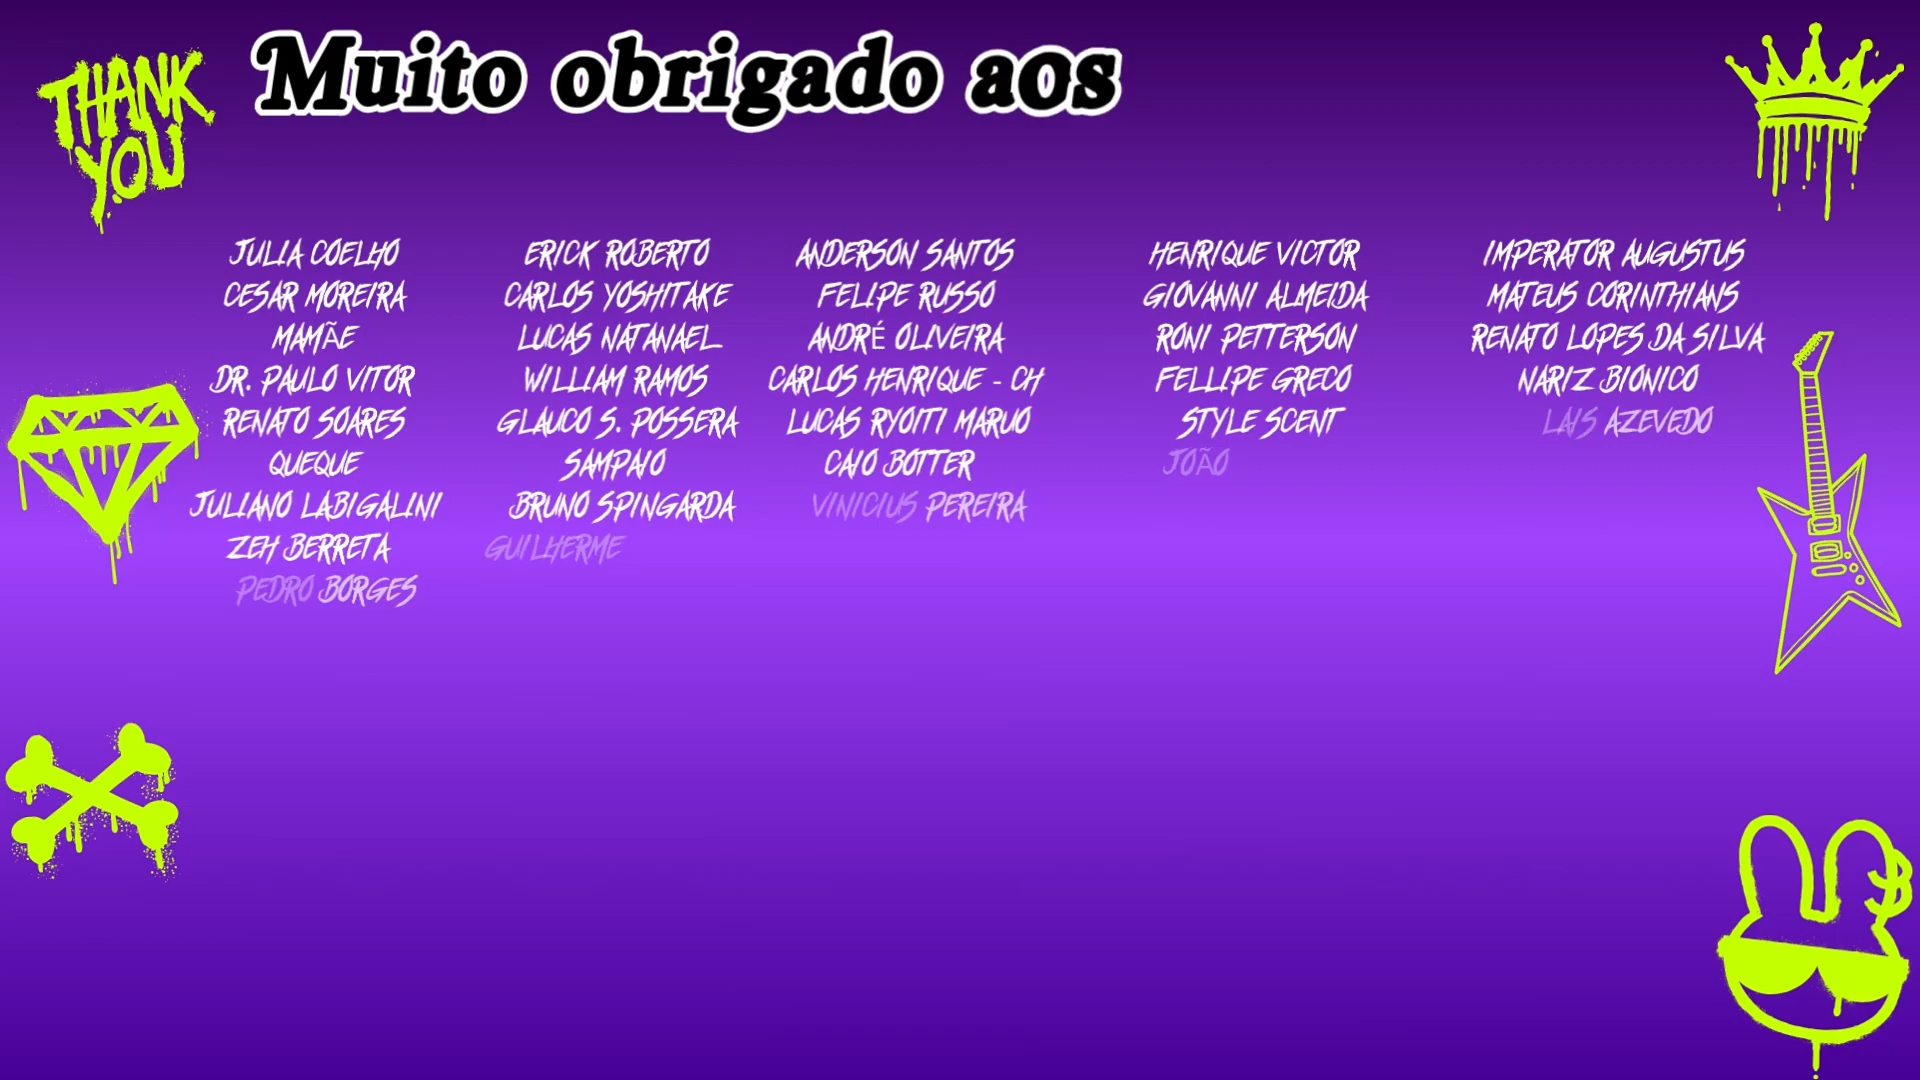 THANK
YOU
Muito obrigado aos
JULIA COELHO
CESAR MOREIRA
MAMÃE
DR. PAULO VITOR
RENATO SOARES
QUEQUE
JULIANO LABIGALINI
ZEH BERRETA
PEDRO BORGES
ERICK ROBERTO
CARLOS YOSHITAKE
LUCAS NATANAEL
WILLIAM RAMOS
GLAUCO S. POSSERA
SAMPAIO
BRUNO SPINGARDA
GUILHERME
ANDERSON SANTOS
FELIPE RUSSO
ANDRÉ OLIVEIRA
CARLOS HENRIQUE - CH
LUCAS RYOITI MARUO
CAIO BOTTER
VINICIUS PEREIRA
HENRIQUE VICTOR
GIOVANNI ALMEIDA
RONI PETTERSON
FELLIPE GRECO
STYLE SCENT
JOÃO
IMPERATOR AUGUSTUS
MATEUS CORINTHIANS
RENATO LOPES DA SILVA
NARIZ BIONICO
LAIS AZEVEDO